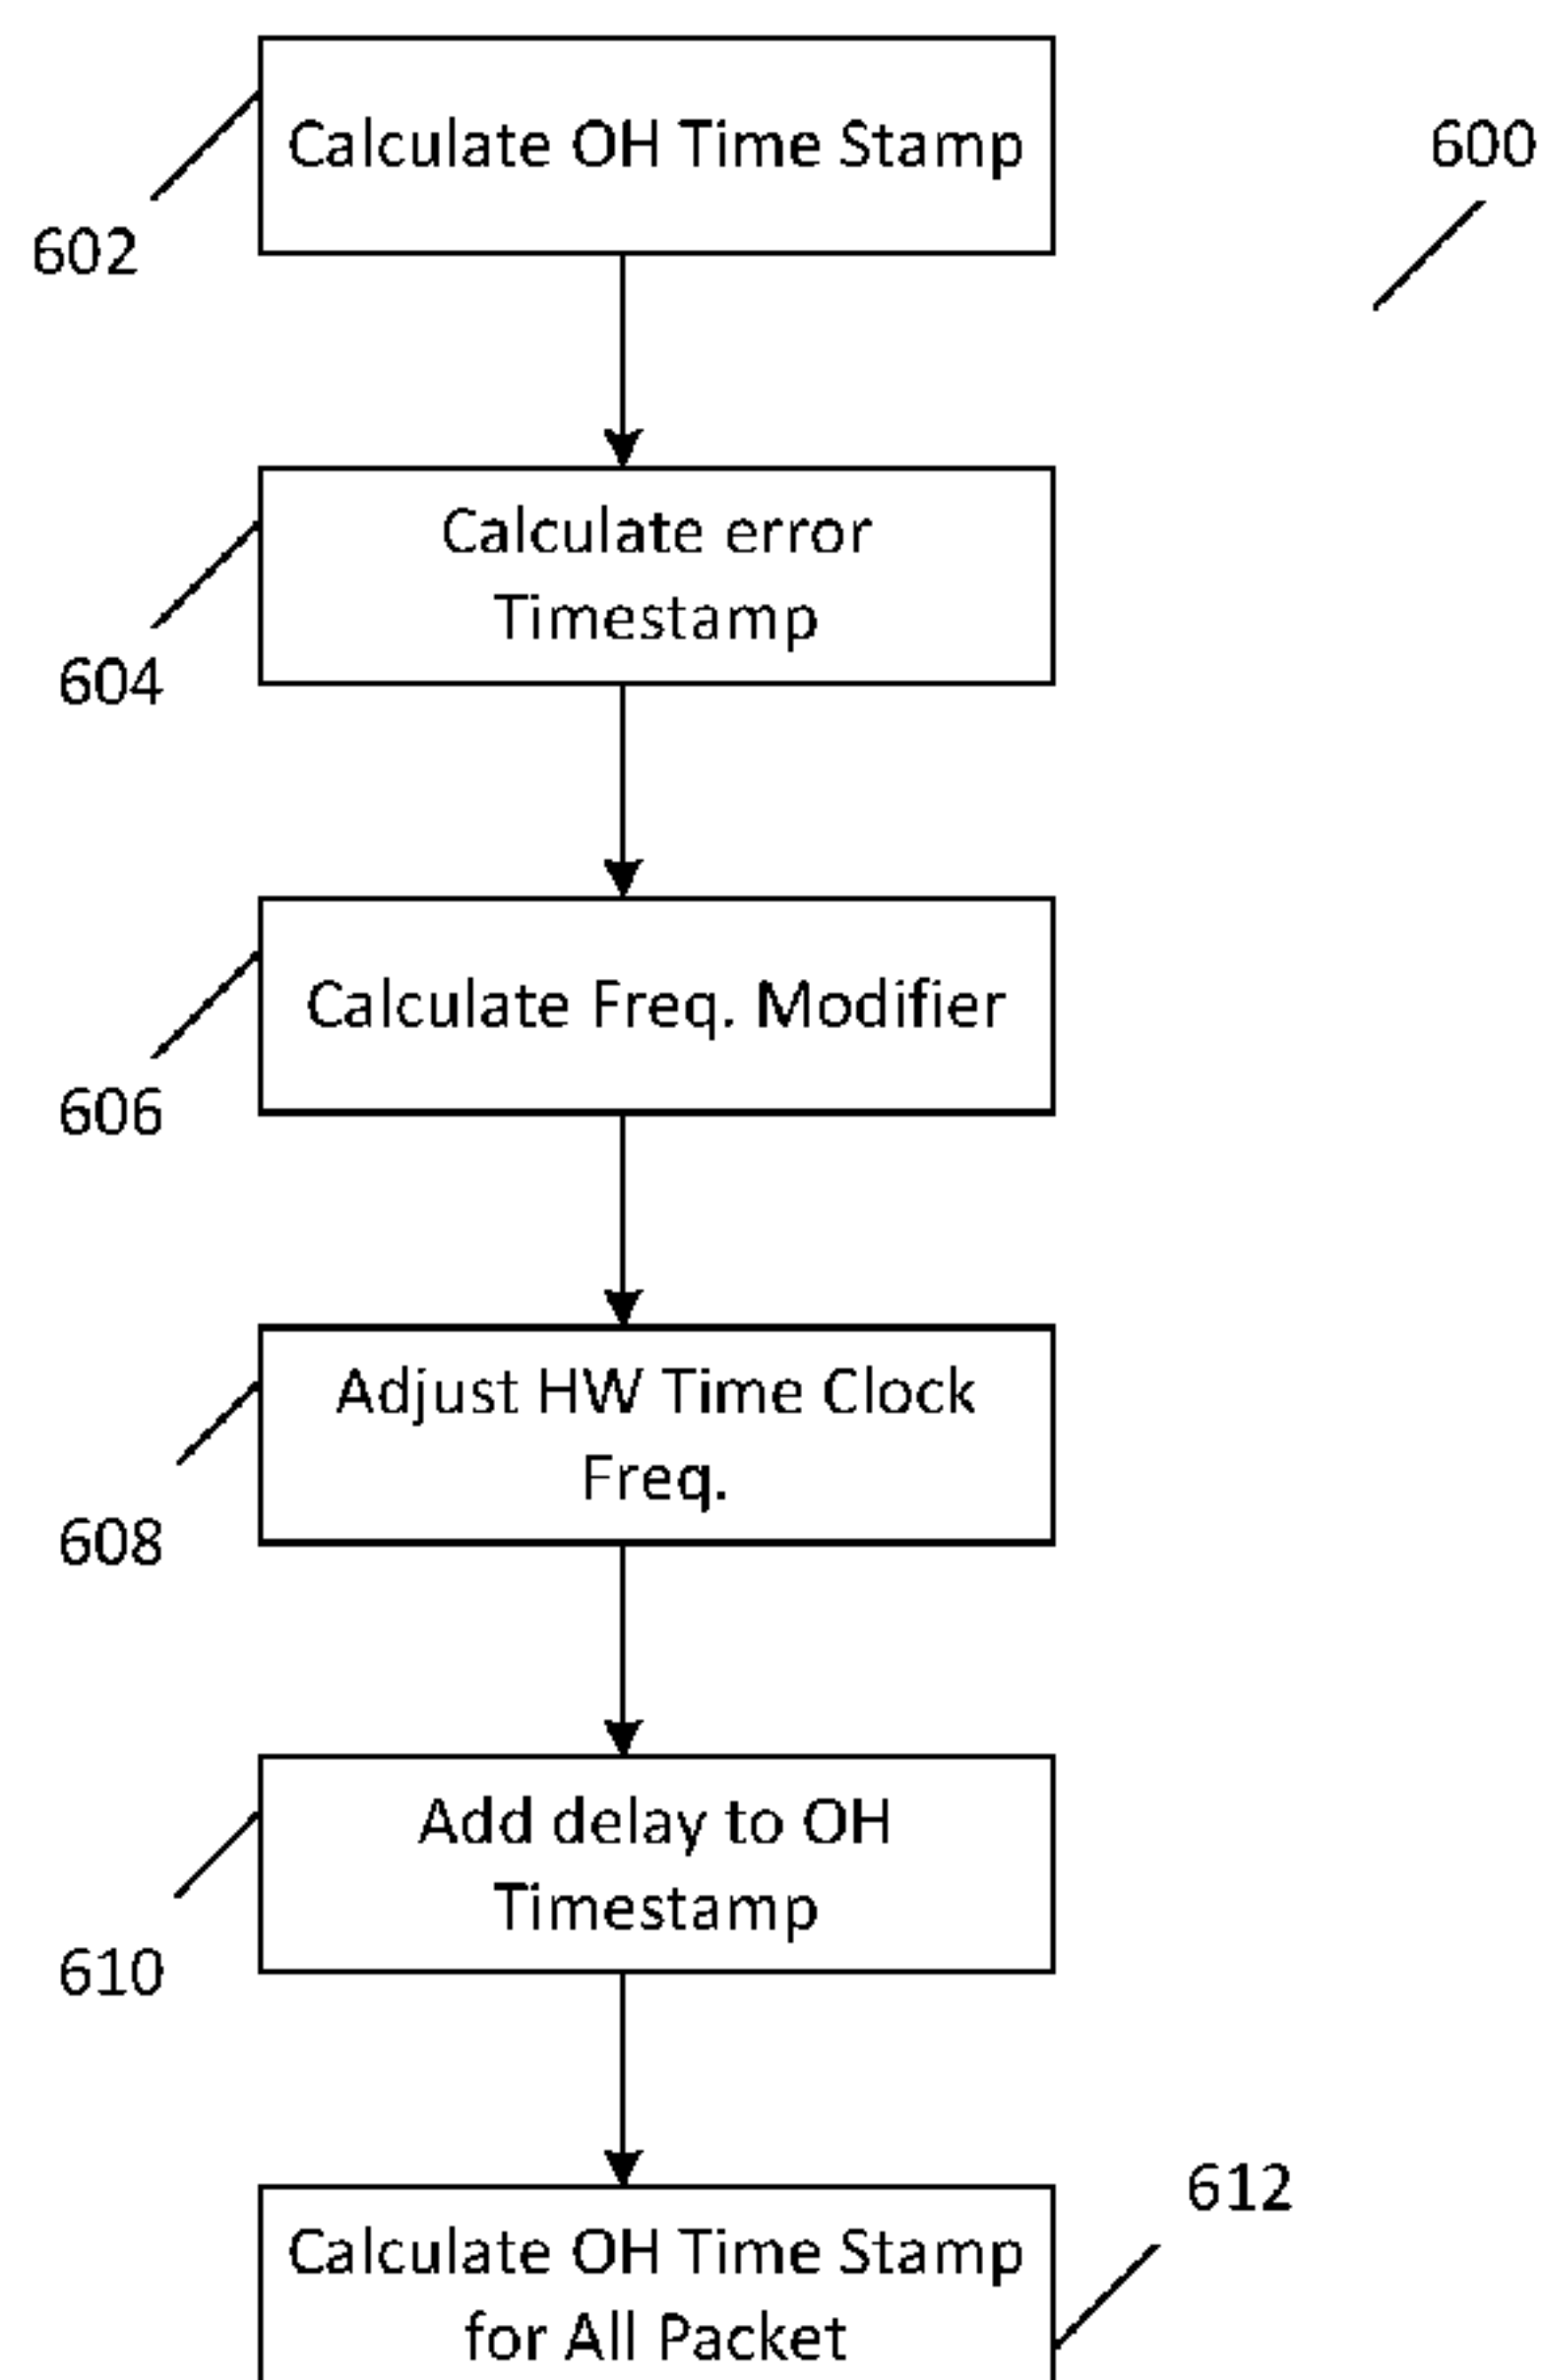 Calculate OH Time Stamp
600
602
Calculate error
Timestamp
604
Calculate Freq. Modifier
606
Adjust HW Time Clock
Freq.
608
Add delay to OH
Timestamp
610
612
Calculate OH Time Stamp
for All Packet